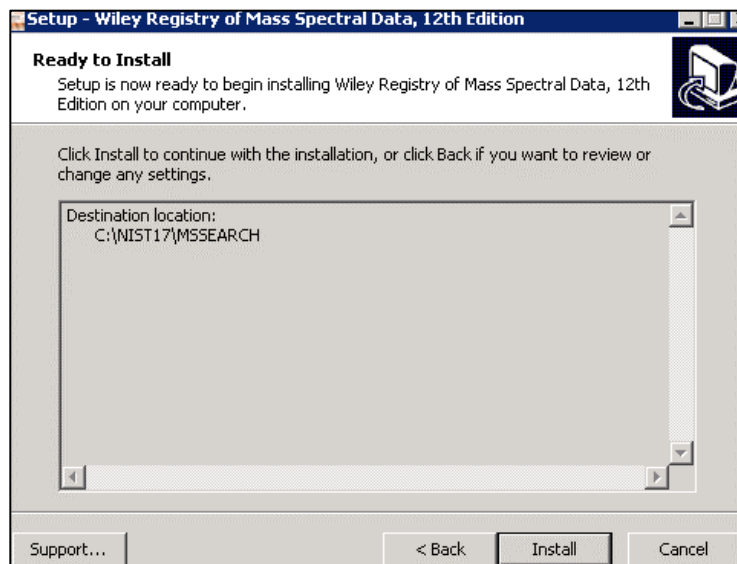 Setup - Wiley Registry of Mass Spectral Data, 12th Edition
Ready to Install
Setup is now ready to begin installing Wiley Registry of Mass Spectral Data, 12th
Edition on your computer.
Click Install to continue with the installation, or click Back if you want to review or
change any settings.
Destination location:
C:\NIST17\MSSEARCH
Support...
< Back
Install
Cancel